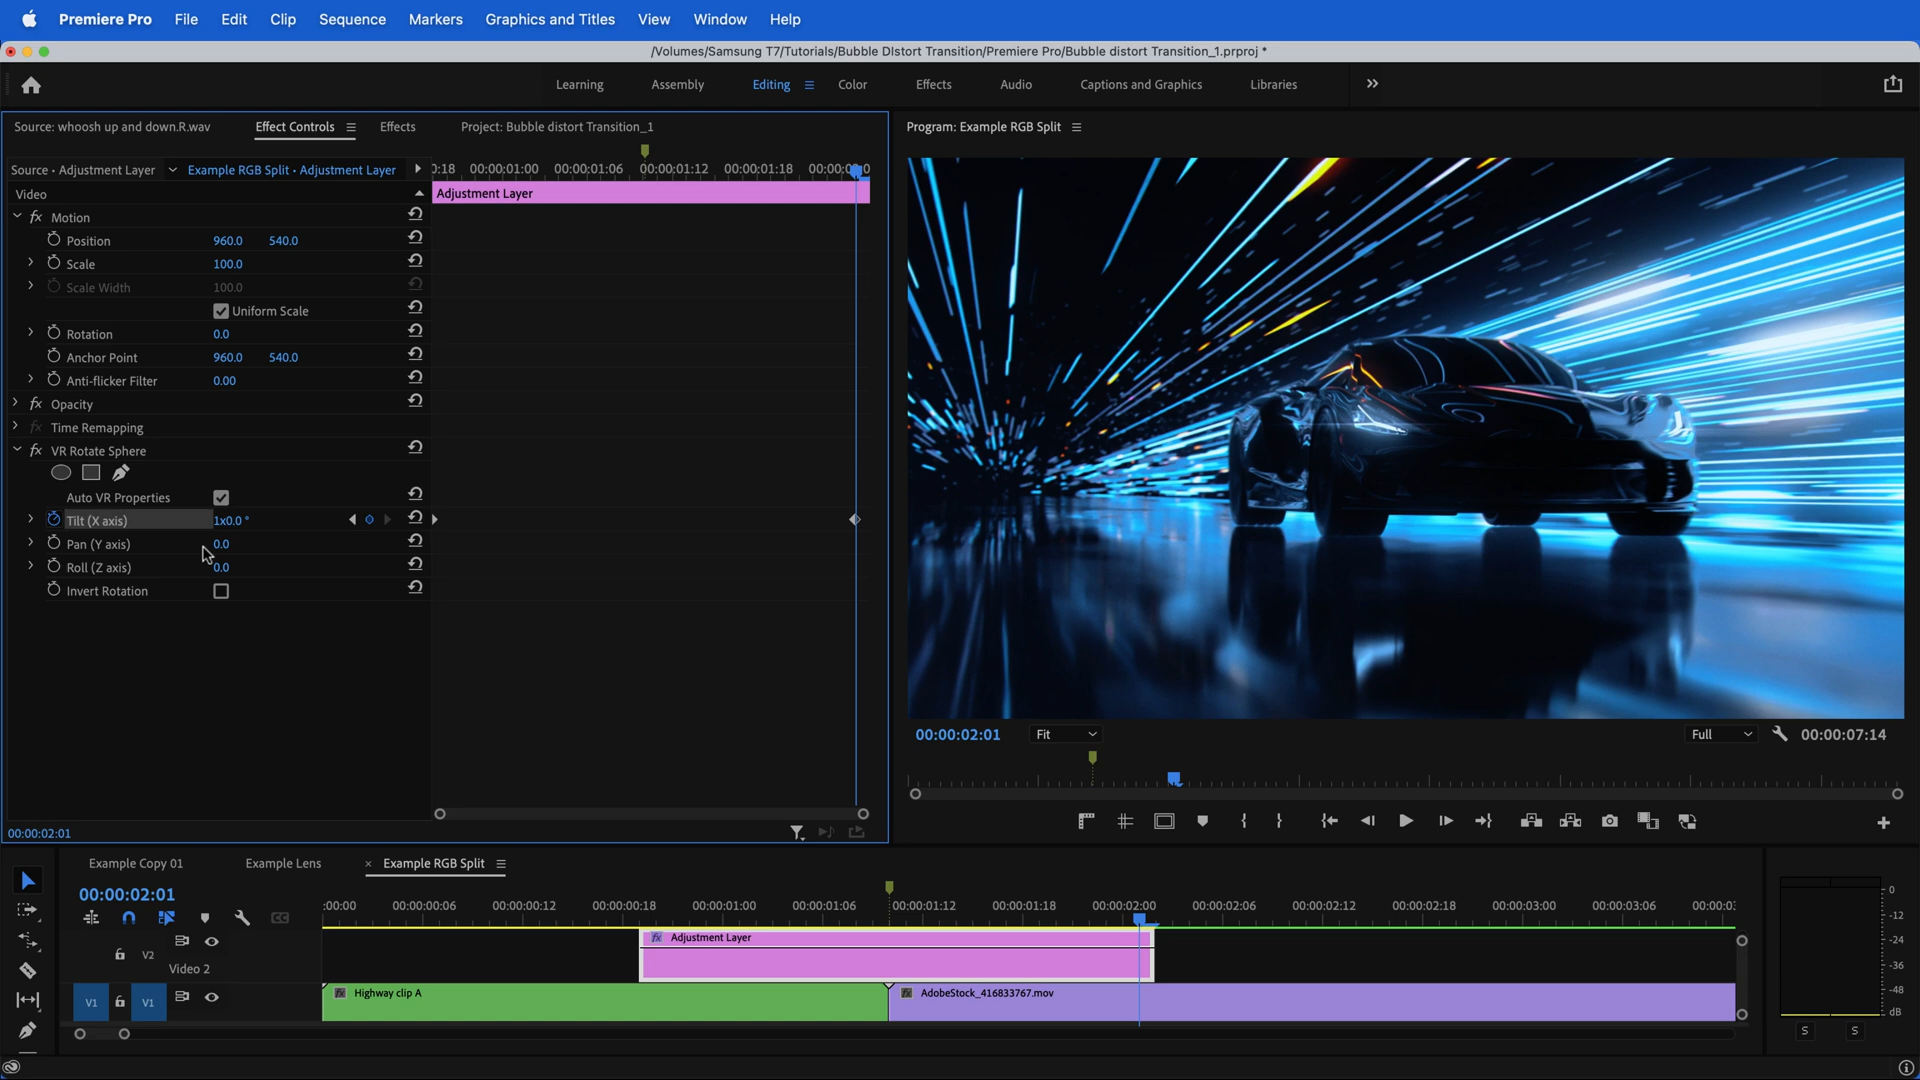 Premiere Pro File Edit Clip Sequence Markers Graphics and Titles View Window Help
/Volumes/Samsung T7/Tutorials/Bubble DIstort Transition/Premiere Pro/Bubble distort Transition_1.prproj *
Learning Assembly Editing Color Effects Audio Captions and Graphics Libraries
Source: whoosh up and down.R.wav Effect Controls Effects Project: Bubble distort Transition_1
Program: Example RGB Split
Source • Adjustment Layer Example RGB Split • Adjustment Layer
0:18 00:00:01:00 00:00:01:06 00:00:01:12 00:00:01:18
Video
Adjustment Layer
fx Motion
Position 960.0 540.0
Scale 100.0
Scale Width 100.0
Uniform Scale
Rotation 0.0
Anchor Point 960.0 540.0
Anti-flicker Filter 0.00
fx Opacity
fx Time Remapping
fx VR Rotate Sphere
Auto VR Properties
Tilt (X axis) 1x0.0 °
Pan (Y axis) 0.0
Roll (Z axis) 0.0
Invert Rotation
00:00:02:01
00:00:02:01 Fit Full 00:00:07:14
Example Copy 01 Example Lens × Example RGB Split
00:00:02:01
:00:00 00:00:00:06 00:00:00:12 00:00:00:18 00:00:01:00 00:00:01:06 00:00:01:12 00:00:01:18 00:00:02:00 00:00:02:06 00:00:02:12 00:00:02:18 00:00:03:00 00:00:03:06
CC
V2 Video 2 fx Adjustment Layer
V1 V1 fx Highway clip A fx AdobeStock_416833767.mov
0
-12
-24
-36
-48
dB
S S